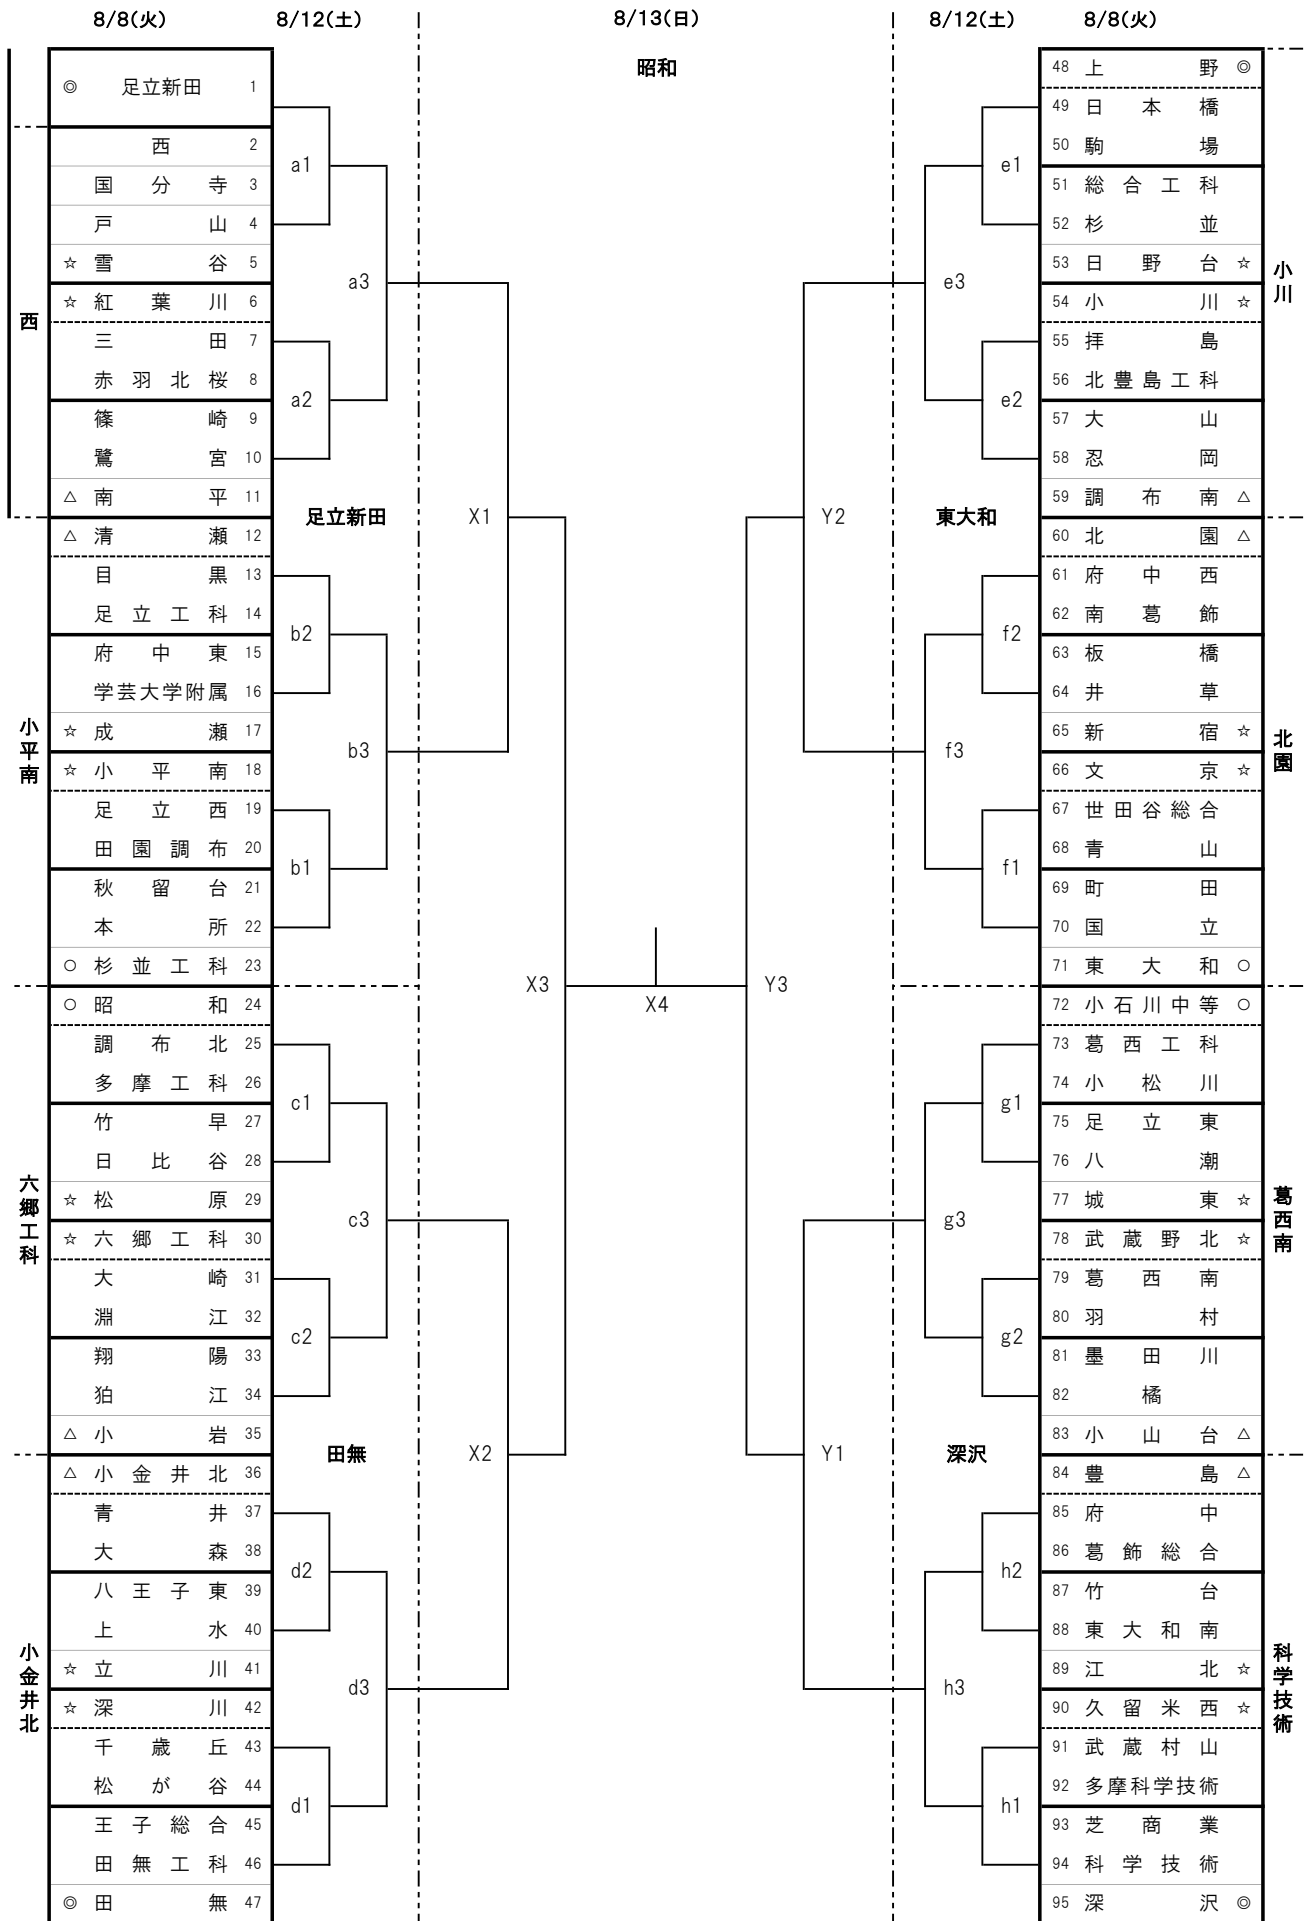 8/8(火) 8/12(土) 8/13(日) 8/12(土) 8/8(火)
昭和
◎ 足立新田 1
西 2
国分寺 3
戸山 4
☆ 雪谷 5
☆ 紅葉川 6
三田 7
赤羽北桜 8
篠崎 9
鷺宮 10
△ 南平 11
△ 清瀬 12
目黒 13
足立工科 14
府中東 15
学芸大学附属 16
☆ 成瀬 17
☆ 小平南 18
足立西 19
田園調布 20
秋留台 21
本所 22
○ 杉並工科 23
○ 昭和 24
調布北 25
多摩工科 26
竹早 27
日比谷 28
☆ 松原 29
☆ 六郷工科 30
大崎 31
淵江 32
翔陽 33
狛江 34
△ 小岩 35
△ 小金井北 36
青井 37
大森 38
八王子東 39
上水 40
☆ 立川 41
☆ 深川 42
千歳丘 43
松が谷 44
王子総合 45
田無工科 46
◎ 田無 47
西
小平南
六郷工科
小金井北
a1
a3
a2
足立新田
b2
b3
b1
c1
c3
c2
田無
d2
d3
d1
X1
X3
X2
X4
Y2
Y3
Y1
e1
e3
e2
東大和
f2
f3
f1
g1
g3
g2
深沢
h2
h3
h1
48 上野 ◎
49 日本橋
50 駒場
51 総合工科
52 杉並
53 日野台 ☆
54 小川 ☆
55 拝島
56 北豊島工科
57 大山
58 忍岡
59 調布南 △
60 北園 △
61 府中西
62 南葛飾
63 板橋
64 井草
65 新宿 ☆
66 文京 ☆
67 世田谷総合
68 青山
69 町田
70 国立
71 東大和 ○
72 小石川中等 ○
73 葛西工科
74 小松川
75 足立東
76 八潮
77 城東 ☆
78 武蔵野北 ☆
79 葛西南
80 羽村
81 墨田川
82 橘
83 小山台 △
84 豊島 △
85 府中
86 葛飾総合
87 竹台
88 東大和南
89 江北 ☆
90 久留米西 ☆
91 武蔵村山
92 多摩科学技術
93 芝商業
94 科学技術
95 深沢 ◎
小川
北園
葛西南
科学技術